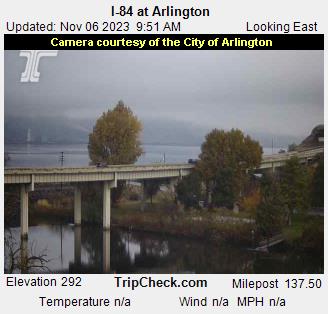 I-84 at Arlington
Updated: Nov 06 2023 9:51 AM Looking East
Camera courtesy of the City of Arlington
Elevation 292 TripCheck.com Milepost 137.50
Temperature n/a Wind n/a MPH n/a